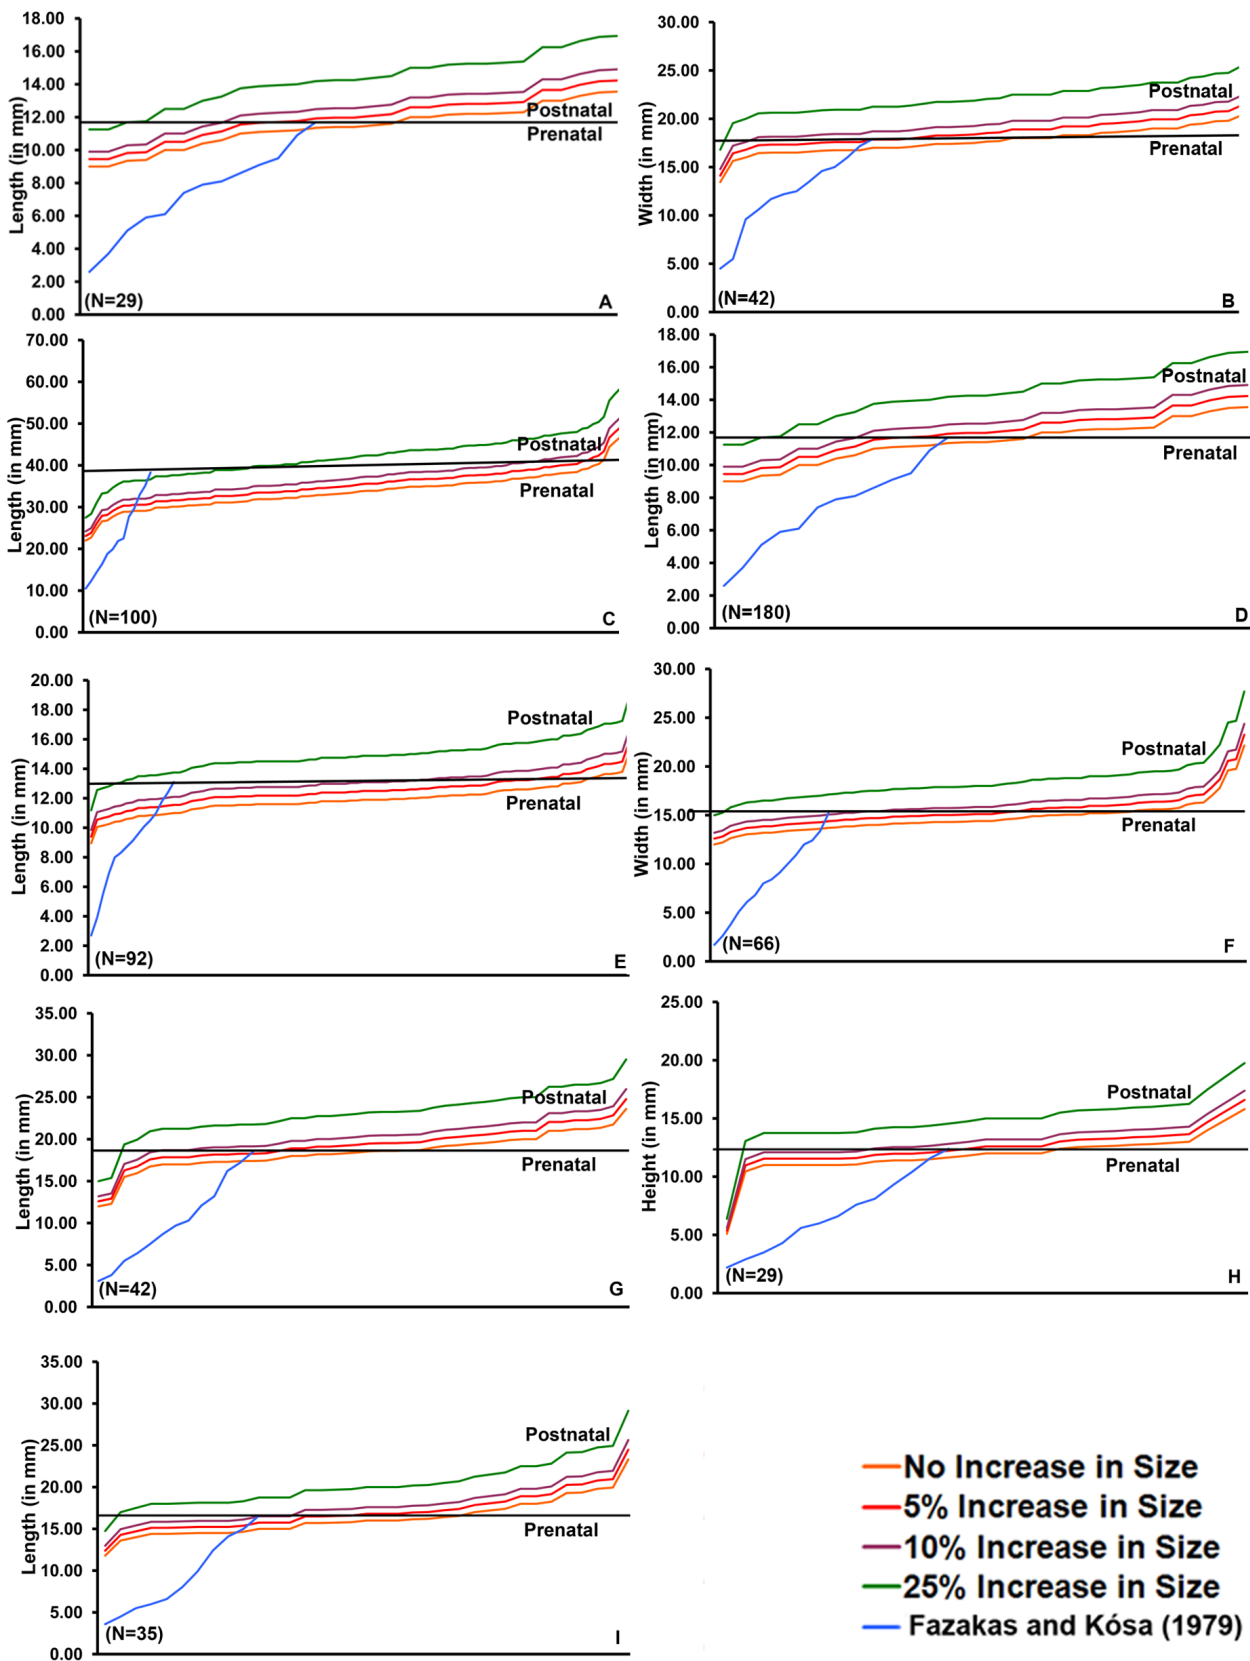 18.00
16.00
14.00
12.00
10.00
8.00
6.00
4.00
2.00
0.00
Length (in mm)
Postnatal
Prenatal
(N=29)
A
30.00
25.00
20.00
15.00
10.00
5.00
0.00
Width (in mm)
Postnatal
Prenatal
(N=42)
B
70.00
60.00
50.00
40.00
30.00
20.00
10.00
0.00
Length (in mm)
Postnatal
Prenatal
(N=100)
C
18.00
16.00
14.00
12.00
10.00
8.00
6.00
4.00
2.00
0.00
Length (in mm)
Postnatal
Prenatal
(N=180)
D
20.00
18.00
16.00
14.00
12.00
10.00
8.00
6.00
4.00
2.00
0.00
Length (in mm)
Postnatal
Prenatal
(N=92)
E
30.00
25.00
20.00
15.00
10.00
5.00
0.00
Width (in mm)
Postnatal
Prenatal
(N=66)
F
35.00
30.00
25.00
20.00
15.00
10.00
5.00
0.00
Length (in mm)
Postnatal
Prenatal
(N=42)
G
25.00
20.00
15.00
10.00
5.00
0.00
Height (in mm)
Postnatal
Prenatal
(N=29)
H
35.00
30.00
25.00
20.00
15.00
10.00
5.00
0.00
Length (in mm)
Postnatal
Prenatal
(N=35)
I
No Increase in Size
5% Increase in Size
10% Increase in Size
25% Increase in Size
Fazakas and Kósa (1979)